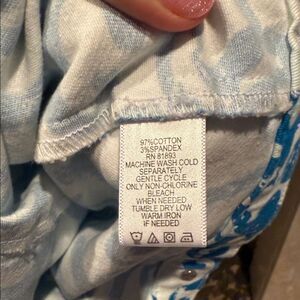 97%COTTON
3%SPANDEX
RN 81893
MACHINE WASH COLD
SEPARATELY
GENTLE CYCLE
ONLY NON-CHLORINE
BLEACH
WHEN NEEDED
TUMBLE DRY LOW
WARM IRON
IF NEEDED